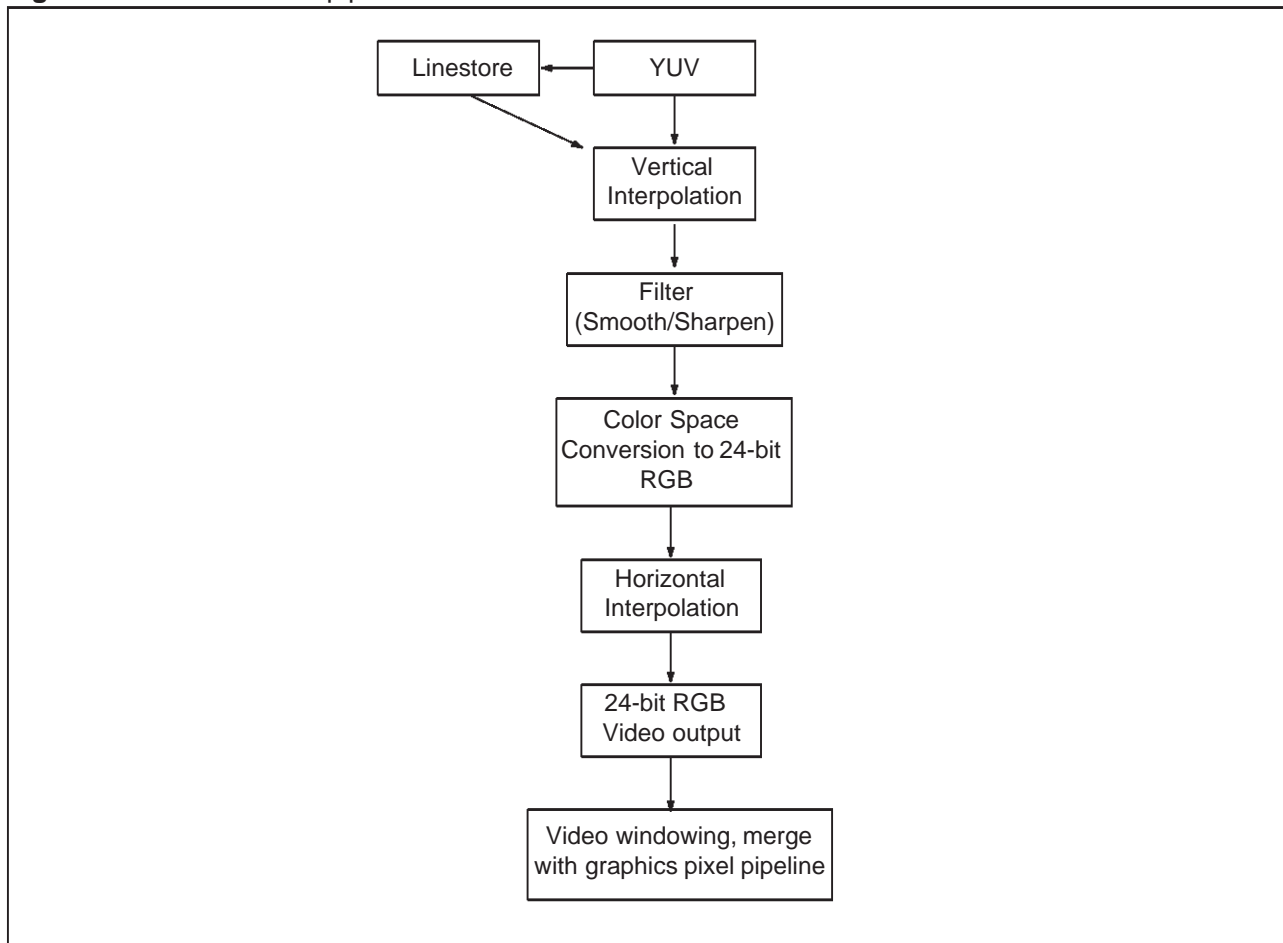 Linestore
YUV
Vertical
Interpolation
Filter
(Smooth/Sharpen)
Color Space
Conversion to 24-bit
RGB
Horizontal
Interpolation
24-bit RGB
Video output
Video windowing, merge
with graphics pixel pipeline